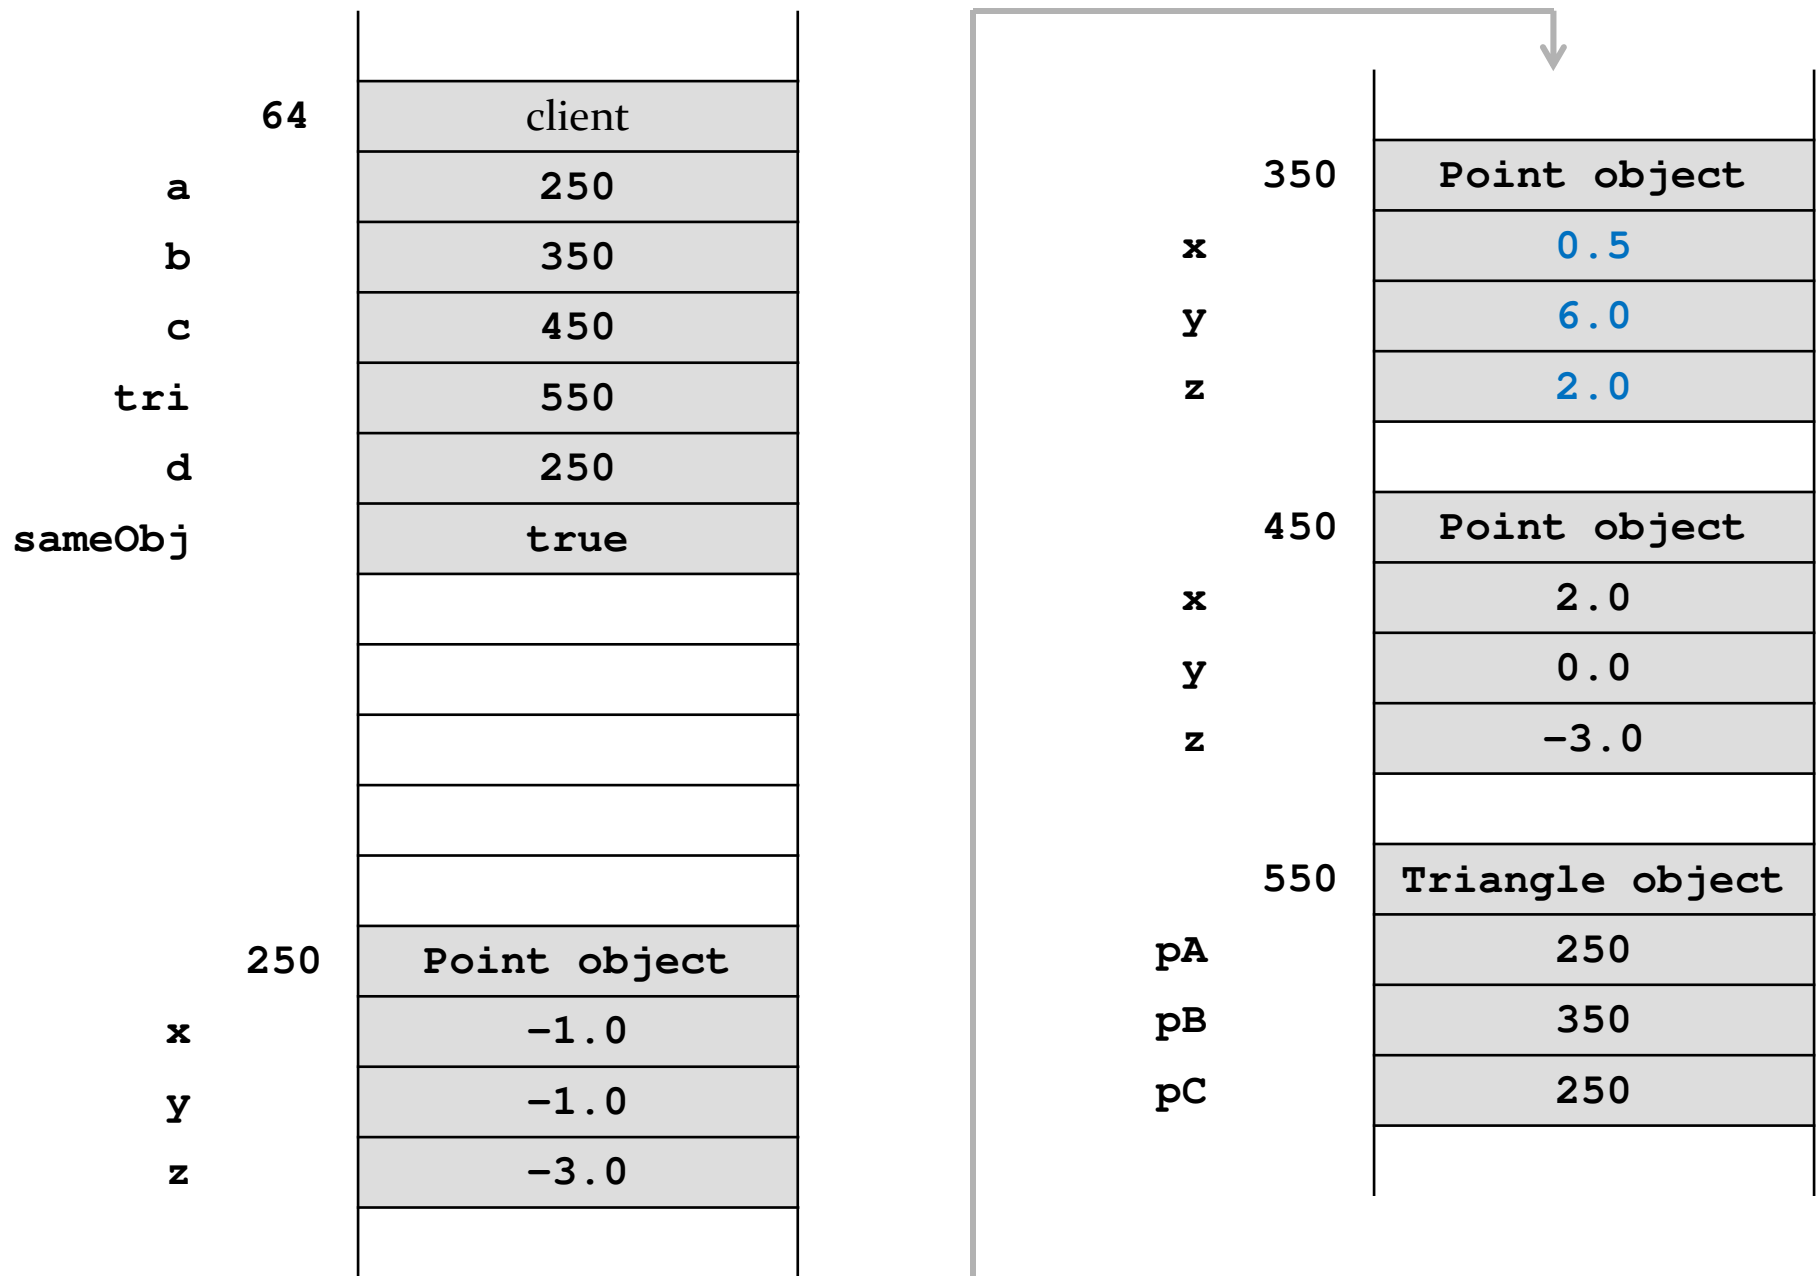 64 client
a 250
b 350
c 450
tri 550
d 250
sameObj true
250 Point object
x −1.0
y −1.0
z −3.0
350 Point object
x 0.5
y 6.0
z 2.0
450 Point object
x 2.0
y 0.0
z −3.0
550 Triangle object
pA 250
pB 350
pC 250